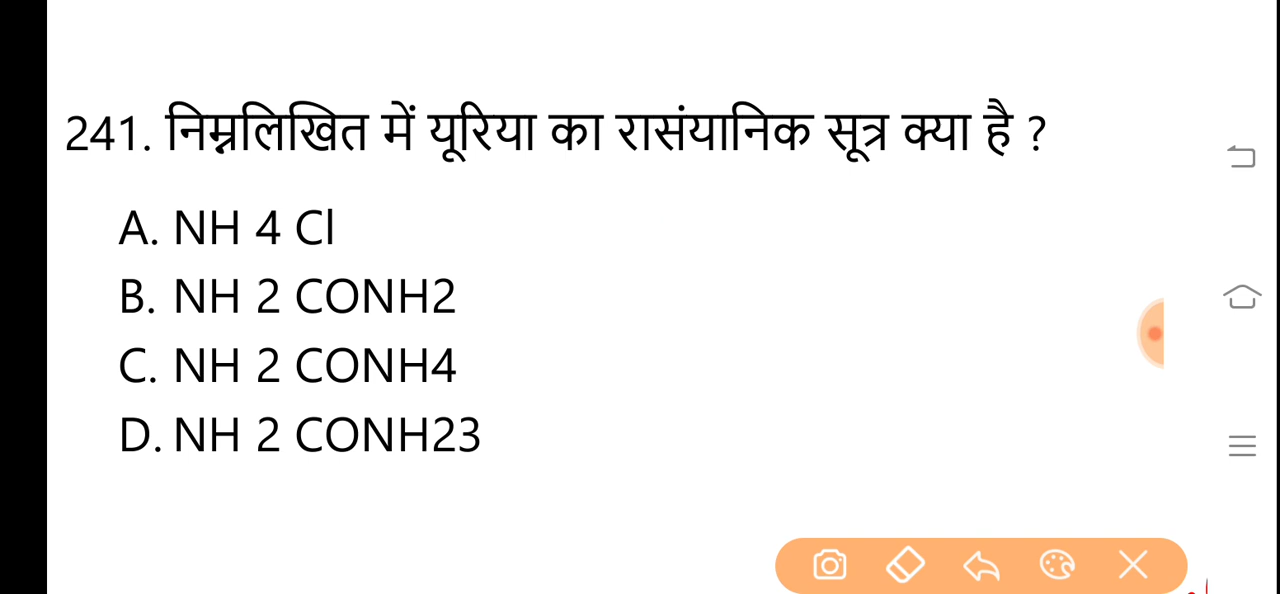 241. निम्नलिखित में यूरिया का रासंयानिक सूत्र क्या है ?
A. NH 4 Cl
B. NH 2 CONH2
C. NH 2 CONH4
D. NH 2 CONH23